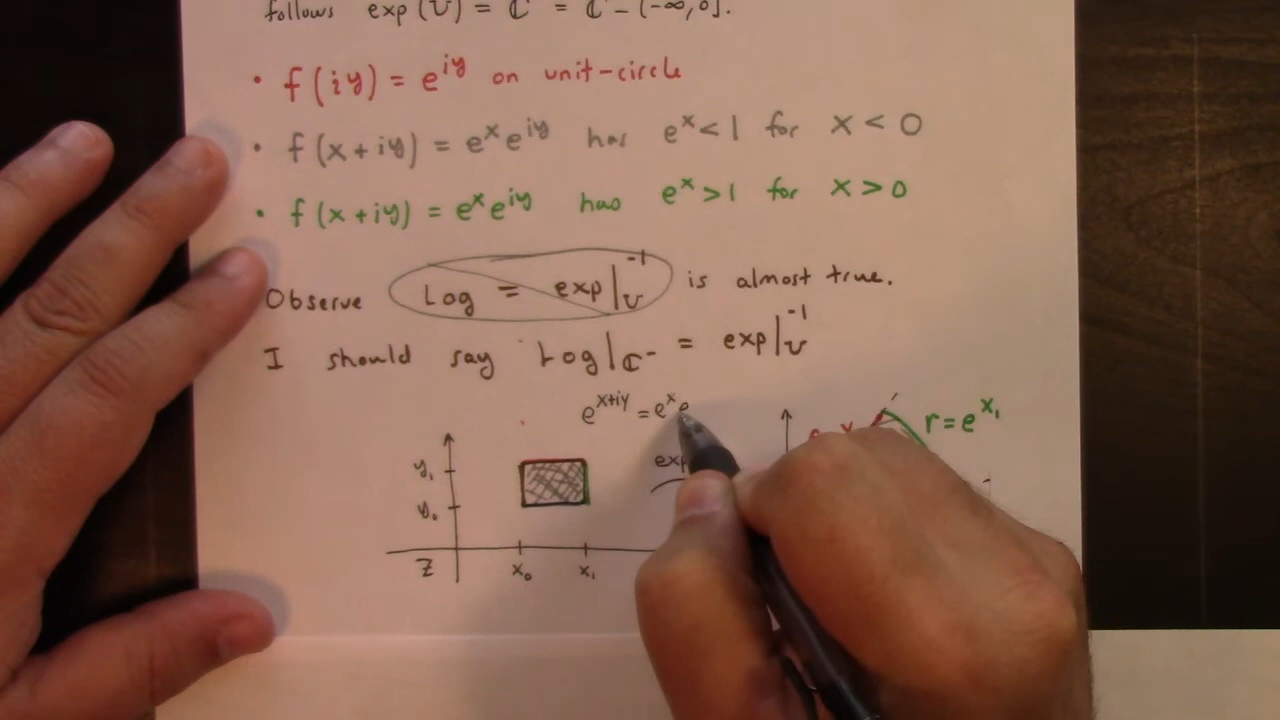 follows exp(U) = ℂ⁻ = ℂ - (-∞,0].
• f(iy) = e^{iy} on unit-circle
• f(x+iy) = e^x e^{iy} has e^x < 1 for x < 0
• f(x+iy) = e^x e^{iy} has e^x > 1 for x > 0
Observe Log = exp|_U^{-1} is almost true.
I should say Log|_{ℂ⁻} = exp|_U^{-1}
e^{x+iy} = e^x e
r = e^{x₁}
y₁
exp
y₀
z x₀ x₁